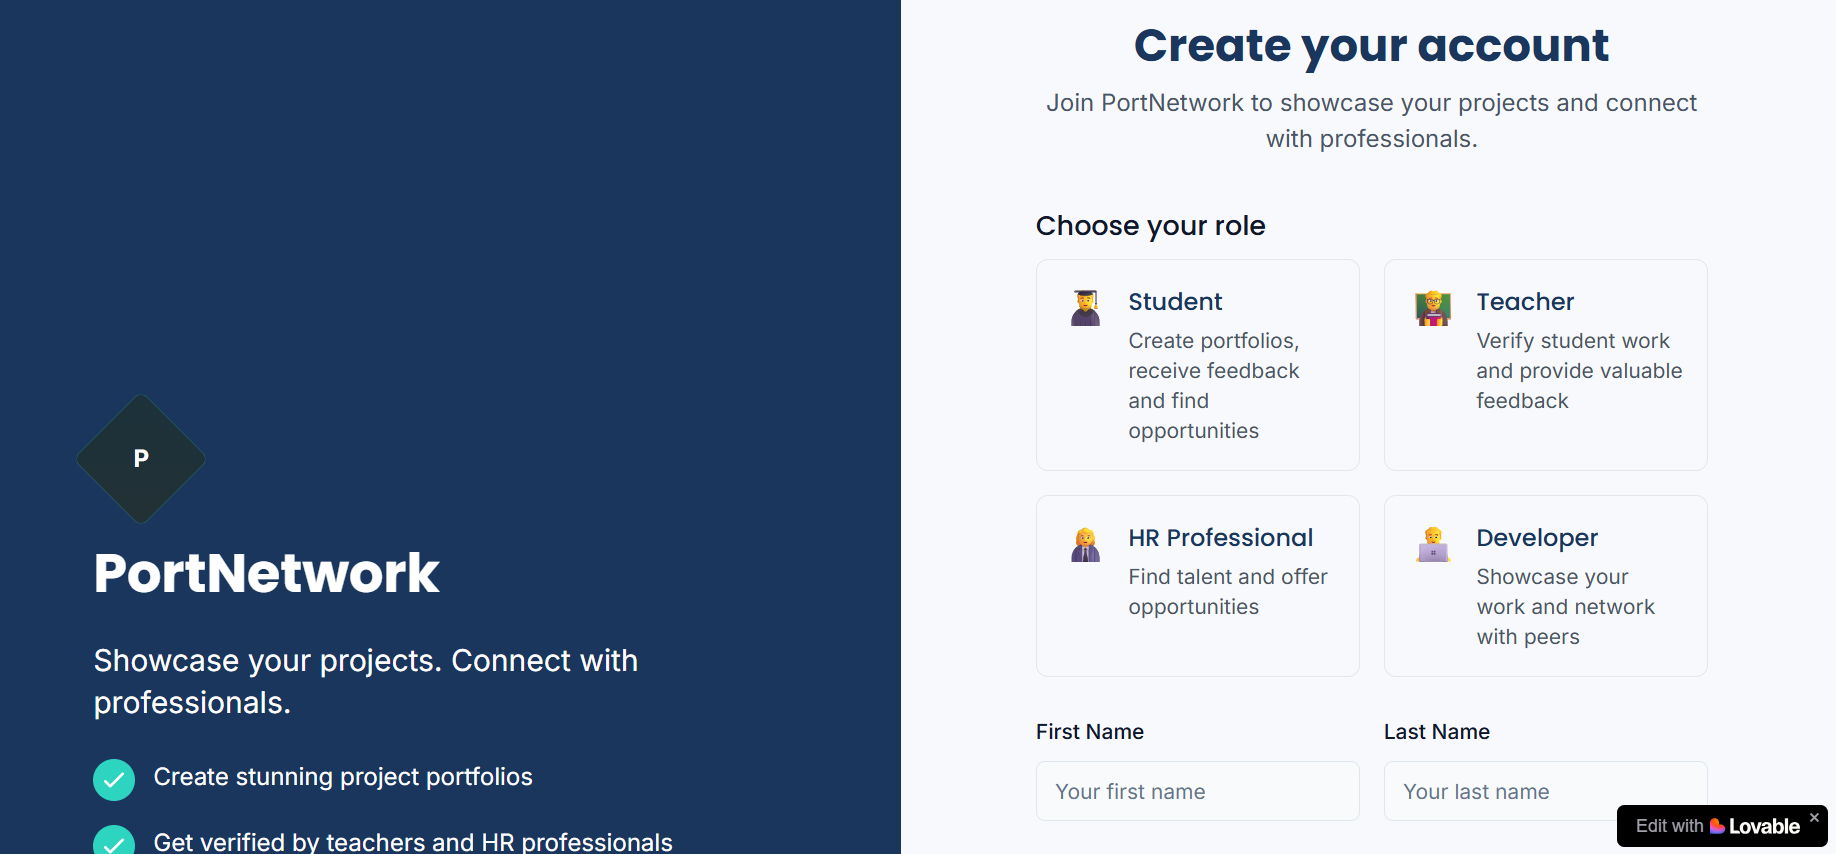 P
PortNetwork
Showcase your projects. Connect with
professionals.
Create stunning project portfolios
Get verified by teachers and HR professionals
Create your account
Join PortNetwork to showcase your projects and connect
with professionals.
Choose your role
Student
Create portfolios,
receive feedback
and find
opportunities
Teacher
Verify student work
and provide valuable
feedback
HR Professional
Find talent and offer
opportunities
Developer
Showcase your
work and network
with peers
First Name
Your first name
Last Name
Your last name
Edit with Lovable